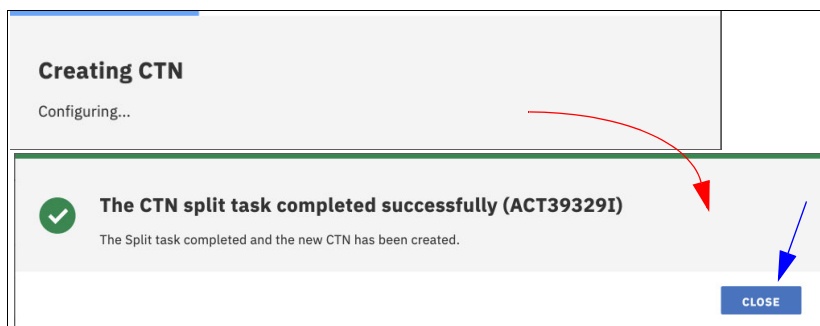 Creating CTN
Configuring...
The CTN split task completed successfully (ACT39329I)
The Split task completed and the new CTN has been created.
CLOSE